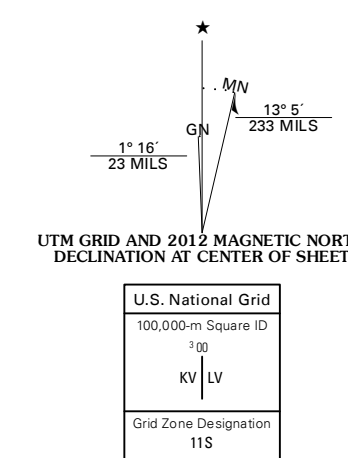 ★
MN
GN
13° 5´
233 MILS
1° 16´
23 MILS
UTM GRID AND 2012 MAGNETIC NORT
DECLINATION AT CENTER OF SHEET
U.S. National Grid
100,000-m Square ID
³00
KV LV
Grid Zone Designation
11S